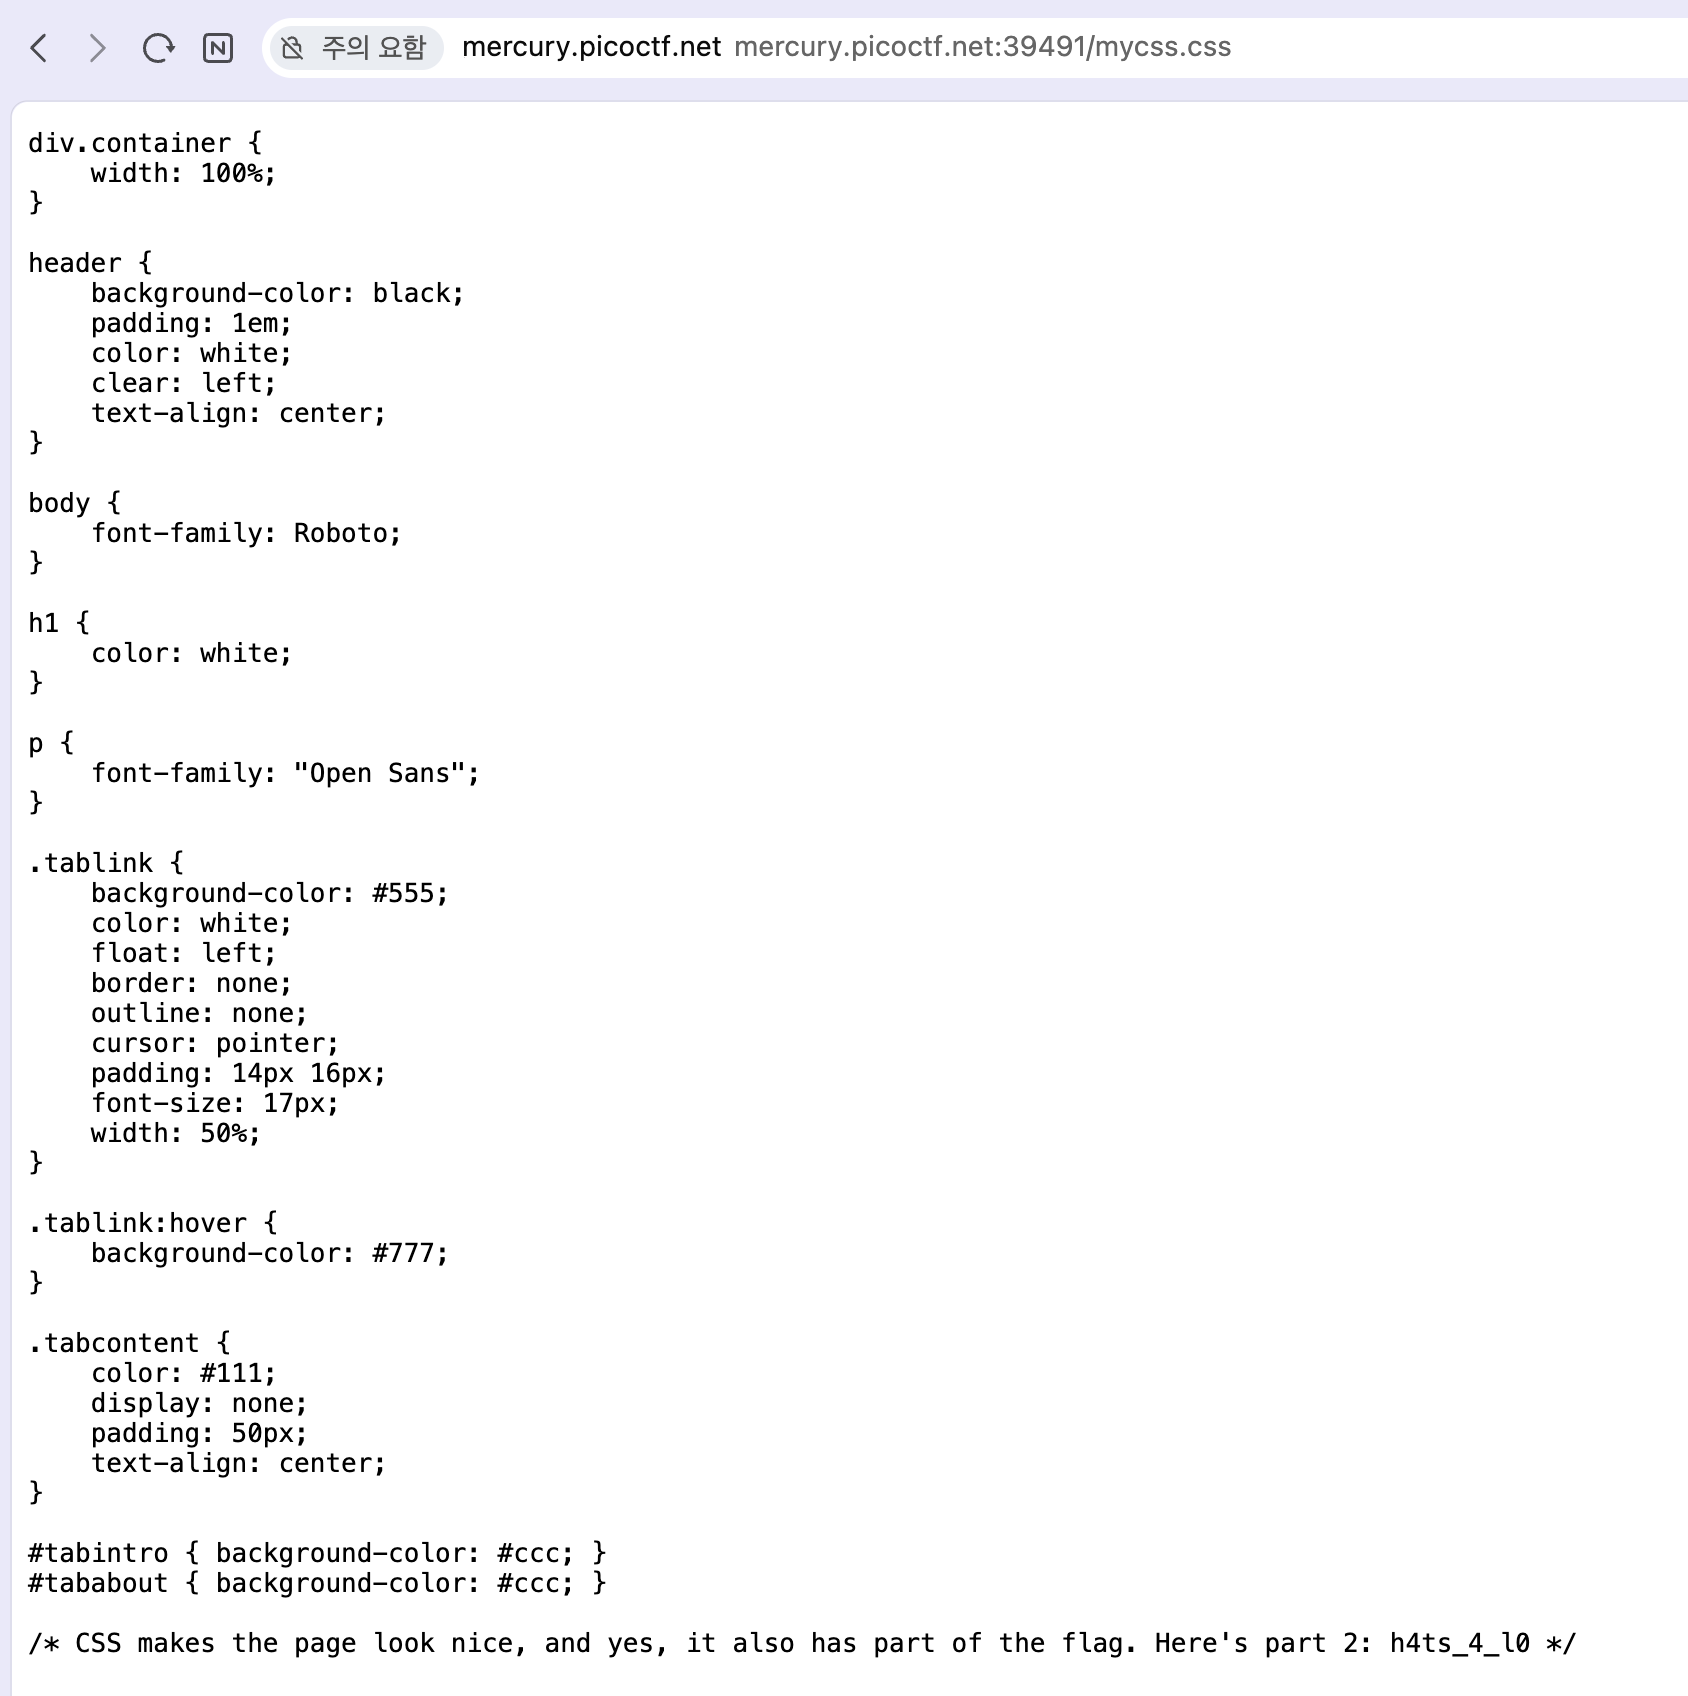 주의 요함 mercury.picoctf.net mercury.picoctf.net:39491/mycss.css
div.container {
    width: 100%;
}
header {
    background-color: black;
    padding: 1em;
    color: white;
    clear: left;
    text-align: center;
}
body {
    font-family: Roboto;
}
h1 {
    color: white;
}
p {
    font-family: "Open Sans";
}
.tablink {
    background-color: #555;
    color: white;
    float: left;
    border: none;
    outline: none;
    cursor: pointer;
    padding: 14px 16px;
    font-size: 17px;
    width: 50%;
}
.tablink:hover {
    background-color: #777;
}
.tabcontent {
    color: #111;
    display: none;
    padding: 50px;
    text-align: center;
}
#tabintro { background-color: #ccc; }
#tababout { background-color: #ccc; }
/* CSS makes the page look nice, and yes, it also has part of the flag. Here's part 2: h4ts_4_l0 */